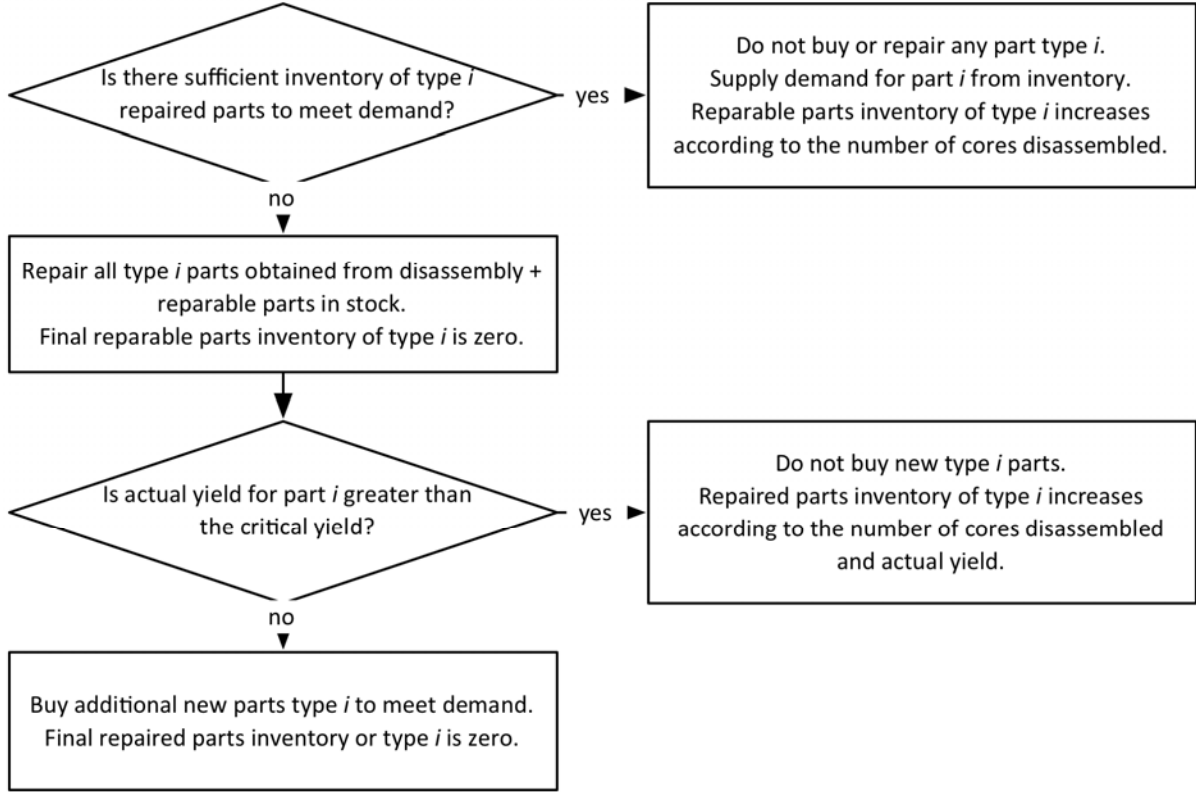 Is there sufficient inventory of type i
repaired parts to meet demand?
yes
Do not buy or repair any part type i.
Supply demand for part i from inventory.
Reparable parts inventory of type i increases
according to the number of cores disassembled.
no
Repair all type i parts obtained from disassembly +
reparable parts in stock.
Final reparable parts inventory of type i is zero.
Is actual yield for part i greater than
the critical yield?
yes
Do not buy new type i parts.
Repaired parts inventory of type i increases
according to the number of cores disassembled
and actual yield.
no
Buy additional new parts type i to meet demand.
Final repaired parts inventory or type i is zero.